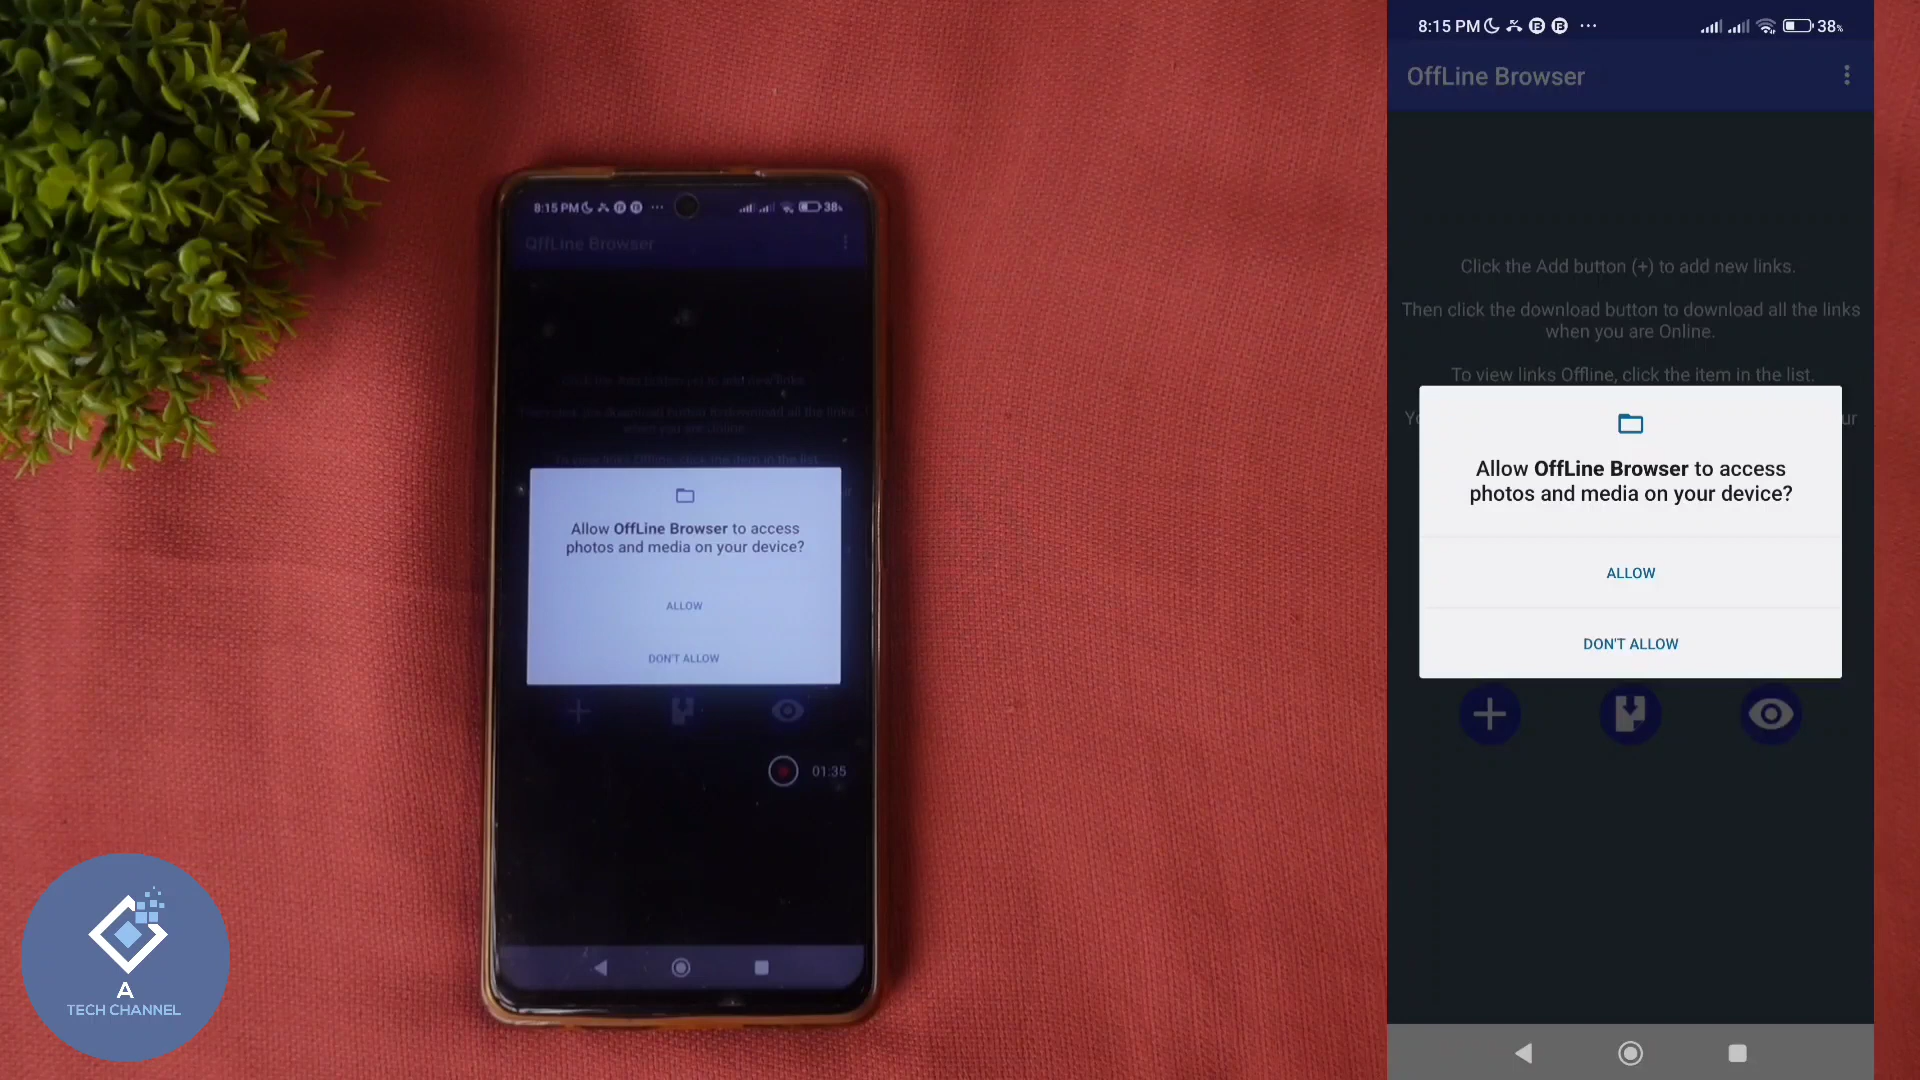 8:15 PM
38%
OffLine Browser
Allow OffLine Browser to access
photos and media on your device?
ALLOW
DON'T ALLOW
01:35
A
TECH CHANNEL
8:15 PM
38%
OffLine Browser
Click the Add button (+) to add new links.
Then click the download button to download all the links
when you are Online.
To view links Offline, click the item in the list.
Allow OffLine Browser to access
photos and media on your device?
ALLOW
DON'T ALLOW